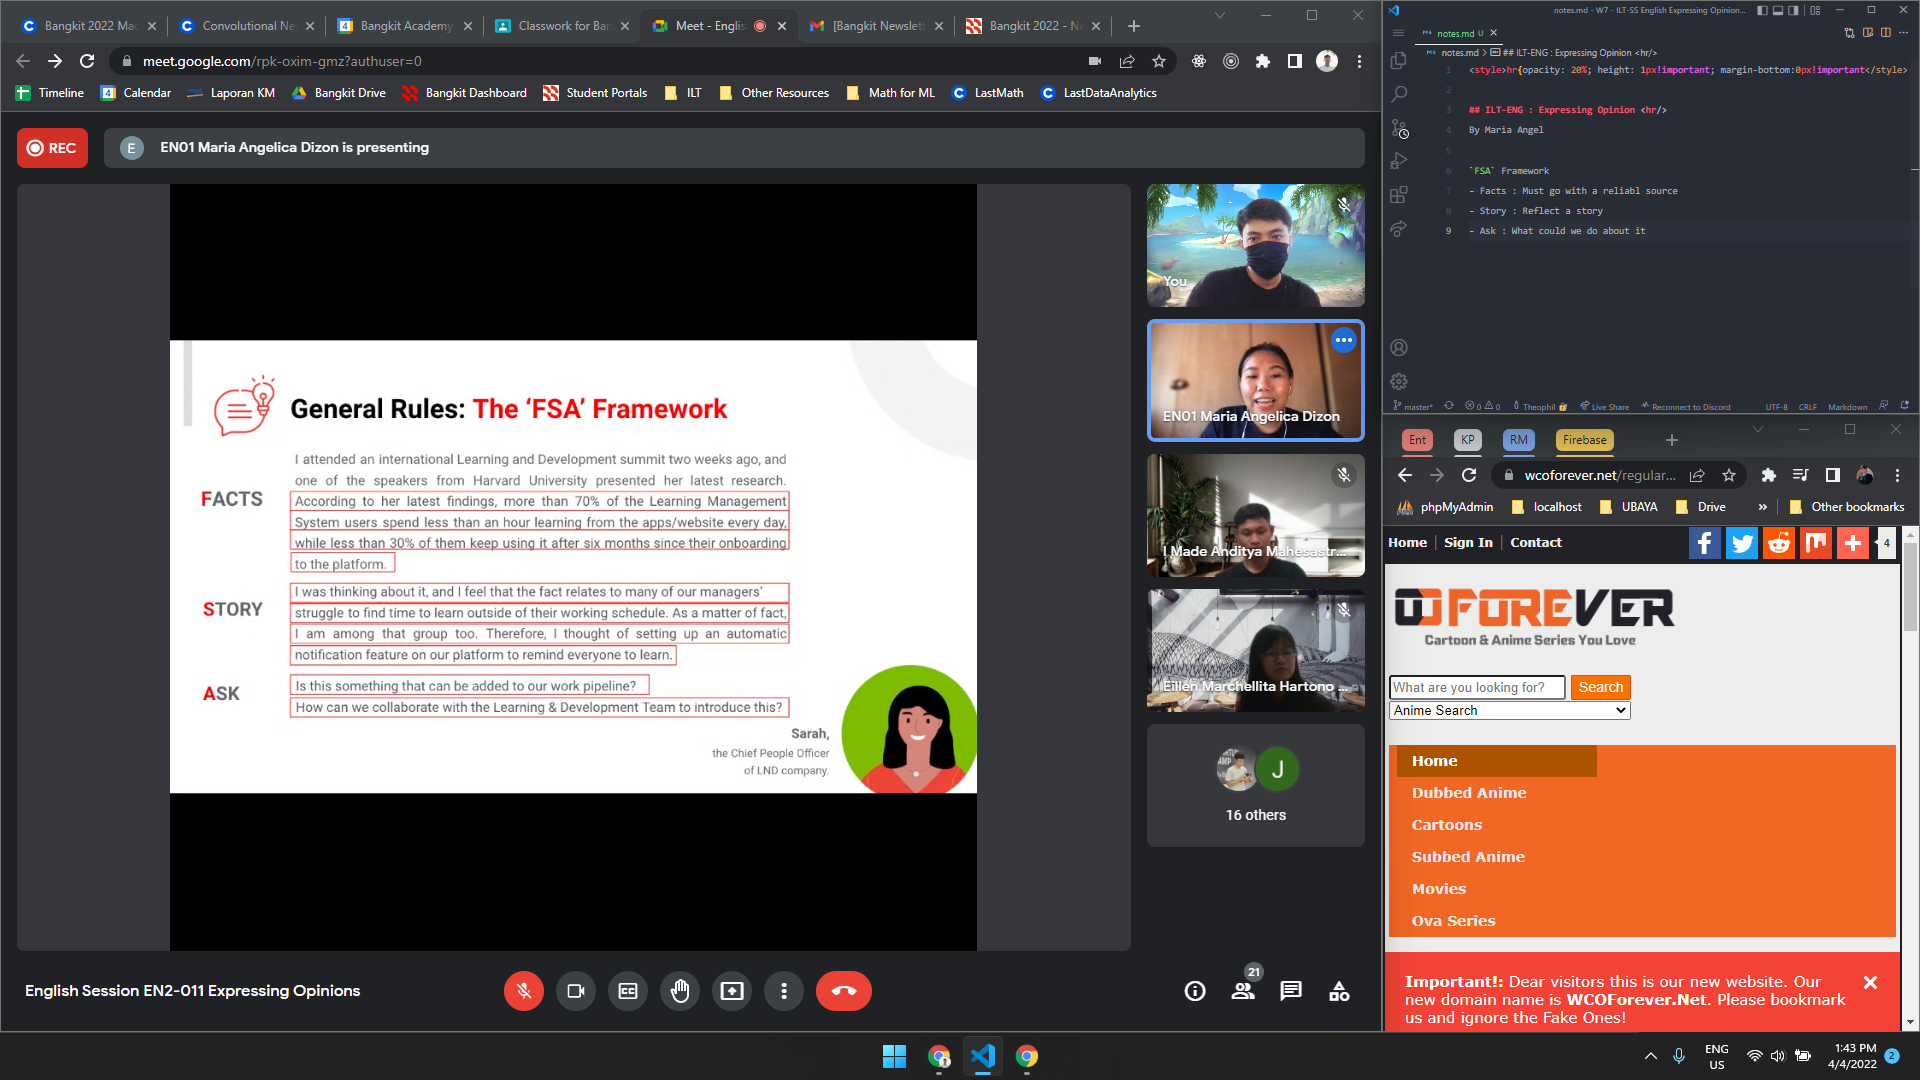 Bangkit 2022 Mac
Convolutional Ne
Bangkit Academy
Classwork for Ban
Meet - Englis
[Bangkit Newslett
Bangkit 2022 - Ne
meet.google.com/rpk-oxim-gmz?authuser=0
Timeline
Calendar
Laporan KM
Bangkit Drive
Bangkit Dashboard
Student Portals
ILT
Other Resources
Math for ML
LastMath
LastDataAnalytics
REC
E
EN01 Maria Angelica Dizon is presenting
General Rules: The ‘FSA’ Framework
FACTS
I attended an international Learning and Development summit two weeks ago, and
one of the speakers from Harvard University presented her latest research.
According to her latest findings, more than 70% of the Learning Management
System users spend less than an hour learning from the apps/website every day,
while less than 30% of them keep using it after six months since their onboarding
to the platform.
STORY
I was thinking about it, and I feel that the fact relates to many of our managers’
struggle to find time to learn outside of their working schedule. As a matter of fact,
I am among that group too. Therefore, I thought of setting up an automatic
notification feature on our platform to remind everyone to learn.
ASK
Is this something that can be added to our work pipeline?
How can we collaborate with the Learning & Development Team to introduce this?
Sarah,
the Chief People Officer
of LND company.
You
EN01 Maria Angelica Dizon
I Made Anditya Mahesastr...
Eillen Marchellita Hartono ...
J
16 others
English Session EN2-011 Expressing Opinions
21
notes.md - W7 - ILT-SS English Expressing Opinion...
notes.md U
notes.md > ## ILT-ENG : Expressing Opinion <hr/>
1 <style>hr{opacity: 20%; height: 1px!important; margin-bottom:0px!important</style>
2
3 ## ILT-ENG : Expressing Opinion <hr/>
4 By Maria Angel
5
6 `FSA` Framework
7 - Facts : Must go with a reliabl source
8 - Story : Reflect a story
9 - Ask : What could we do about it
master*
0
0
Theophil
Live Share
Reconnect to Discord
UTF-8
CRLF
Markdown
Ent
KP
RM
Firebase
wcoforever.net/regular...
phpMyAdmin
localhost
UBAYA
Drive
»
Other bookmarks
Home | Sign In | Contact
4
FOREVER
Cartoon & Anime Series You Love
What are you looking for?
Search
Anime Search
Home
Dubbed Anime
Cartoons
Subbed Anime
Movies
Ova Series
Important!: Dear visitors this is our new website. Our
new domain name is WCOForever.Net. Please bookmark
us and ignore the Fake Ones!
ENG
US
1:43 PM
4/4/2022
2